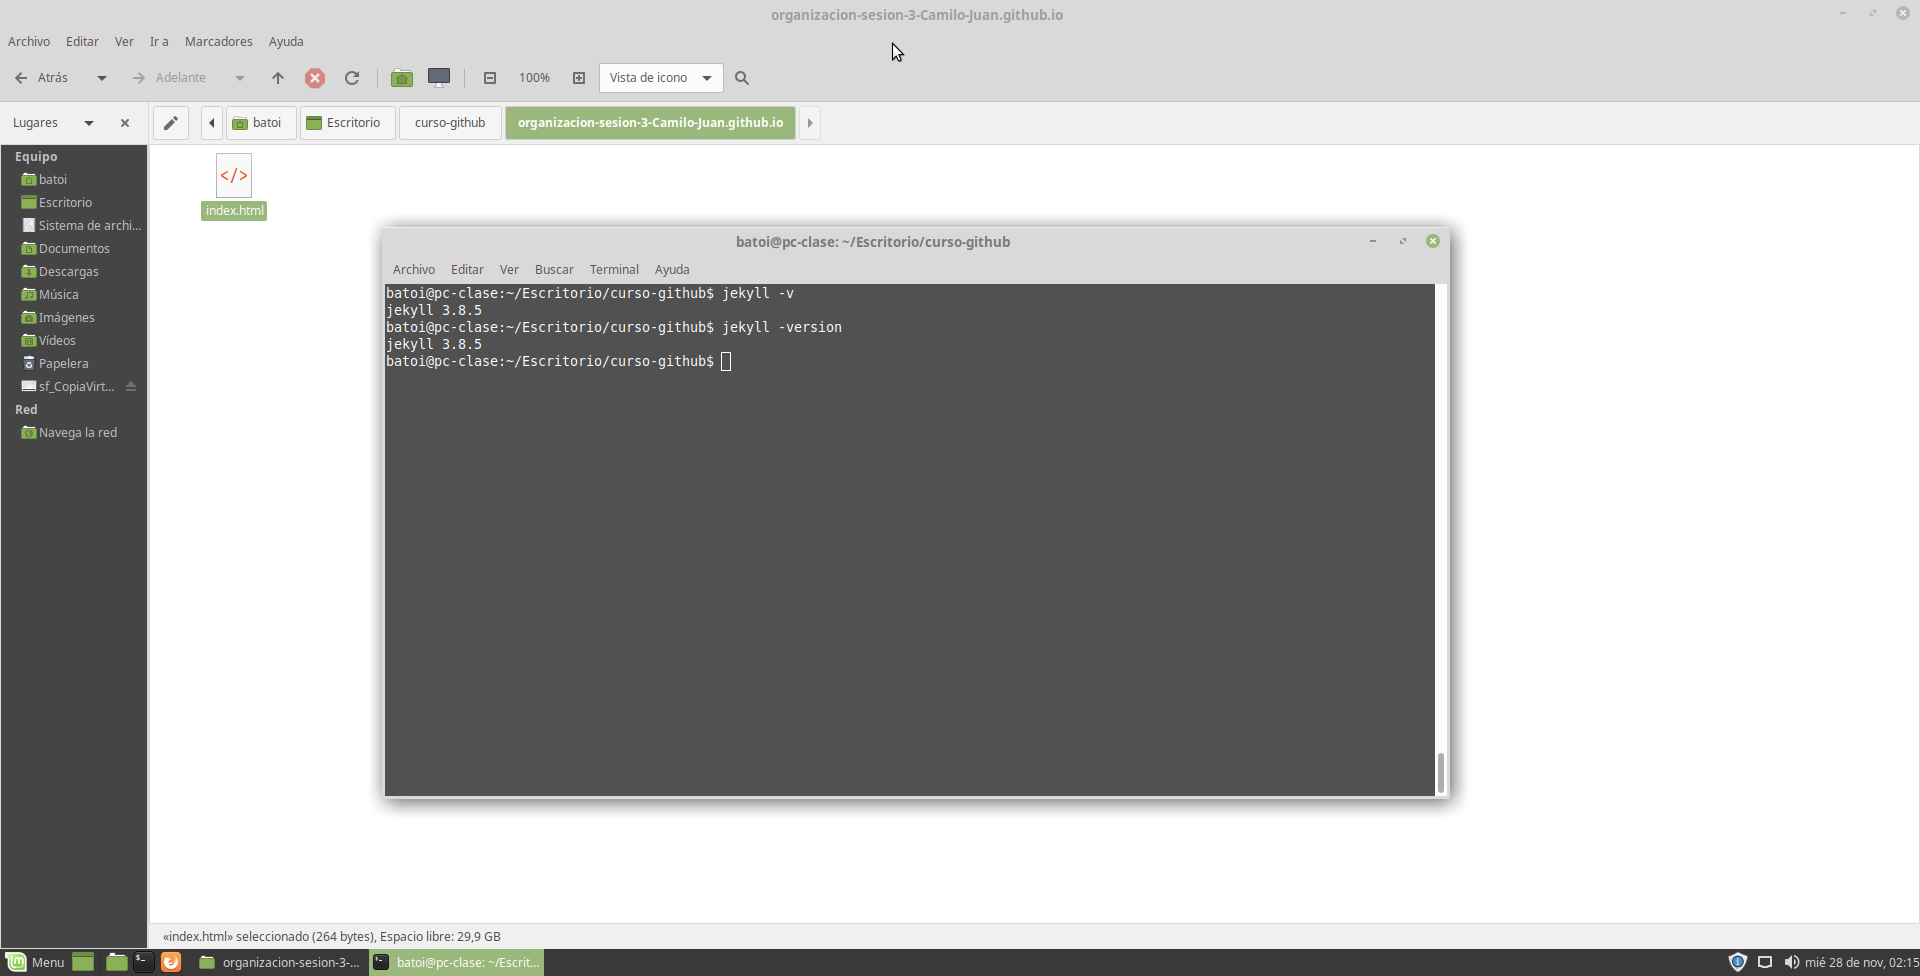 organizacion-sesion-3-Camilo-Juan.github.io
Archivo Editar Ver Ir a Marcadores Ayuda
Atrás Adelante 100% Vista de icono
Lugares batoi Escritorio curso-github organizacion-sesion-3-Camilo-Juan.github.io
Equipo
batoi
Escritorio
Sistema de archi...
Documentos
Descargas
Música
Imágenes
Vídeos
Papelera
sf_CopiaVirt...
Red
Navega la red
</>
index.html
batoi@pc-clase: ~/Escritorio/curso-github
Archivo Editar Ver Buscar Terminal Ayuda
batoi@pc-clase:~/Escritorio/curso-github$ jekyll -v
jekyll 3.8.5
batoi@pc-clase:~/Escritorio/curso-github$ jekyll -version
jekyll 3.8.5
batoi@pc-clase:~/Escritorio/curso-github$
«index.html» seleccionado (264 bytes), Espacio libre: 29,9 GB
Menu organizacion-sesion-3-... batoi@pc-clase: ~/Escrit... mié 28 de nov, 02:15